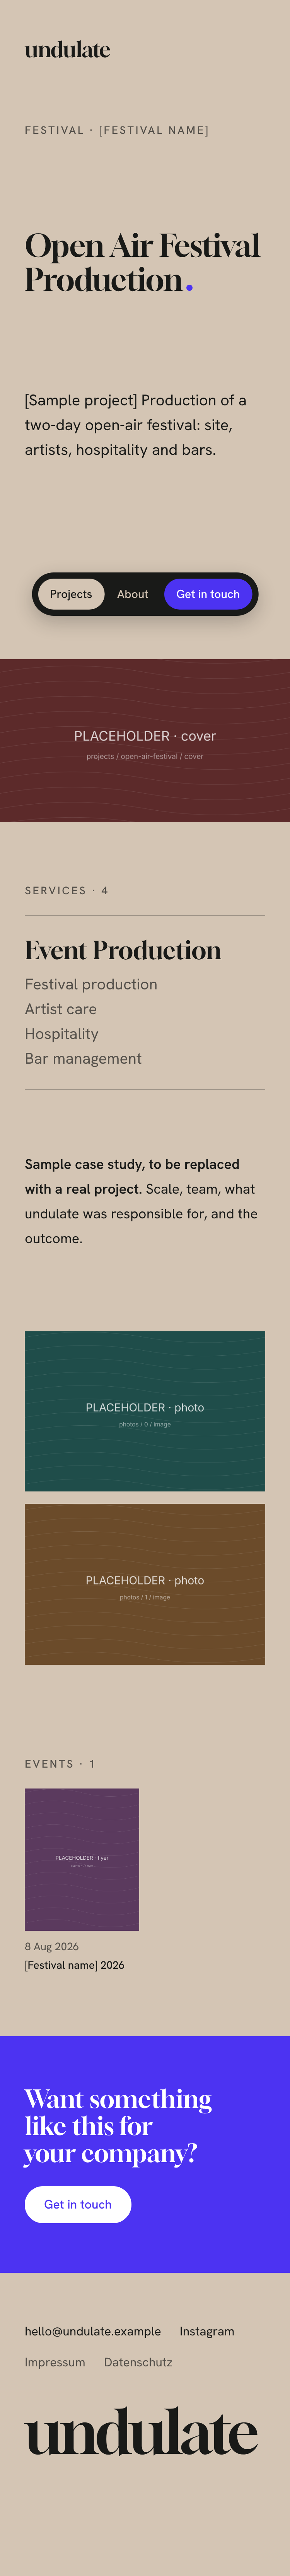 undulate
FESTIVAL · [FESTIVAL NAME]
Open Air Festival
Production.
[Sample project] Production of a
two-day open-air festival: site,
artists, hospitality and bars.
Projects
About
Get in touch
PLACEHOLDER · cover
projects / open-air-festival / cover
SERVICES · 4
Event Production
Festival production
Artist care
Hospitality
Bar management
Sample case study, to be replaced
with a real project. Scale, team, what
undulate was responsible for, and the
outcome.
PLACEHOLDER · photo
photos / 0 / image
PLACEHOLDER · photo
photos / 1 / image
EVENTS · 1
PLACEHOLDER · flyer
8 Aug 2026
[Festival name] 2026
Want something
like this for
your company?
Get in touch
hello@undulate.example
Instagram
Impressum
Datenschutz
undulate